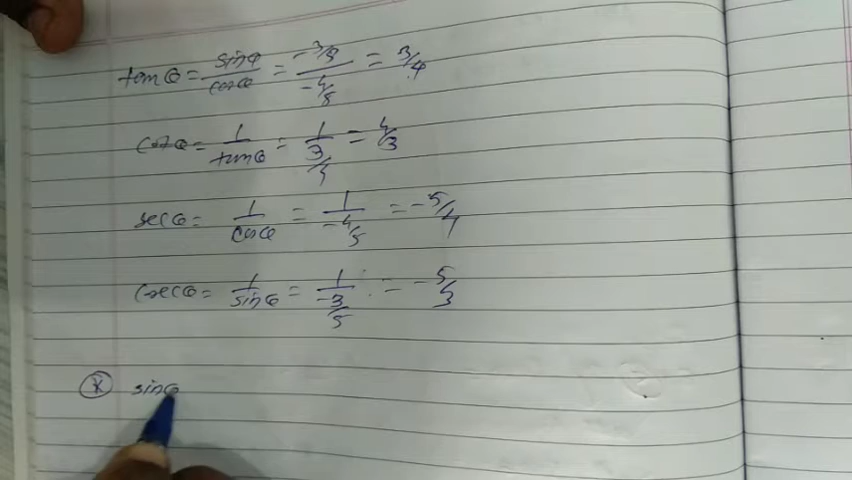 tanθ = sinθ/cosθ = (-3/5)/(-4/5) = 3/4
cotθ = 1/tanθ = 1/(3/4) = 4/3
secθ = 1/cosθ = 1/(-4/5) = -5/4
cosecθ = 1/sinθ = 1/(-3/5) = -5/3
* sinθ